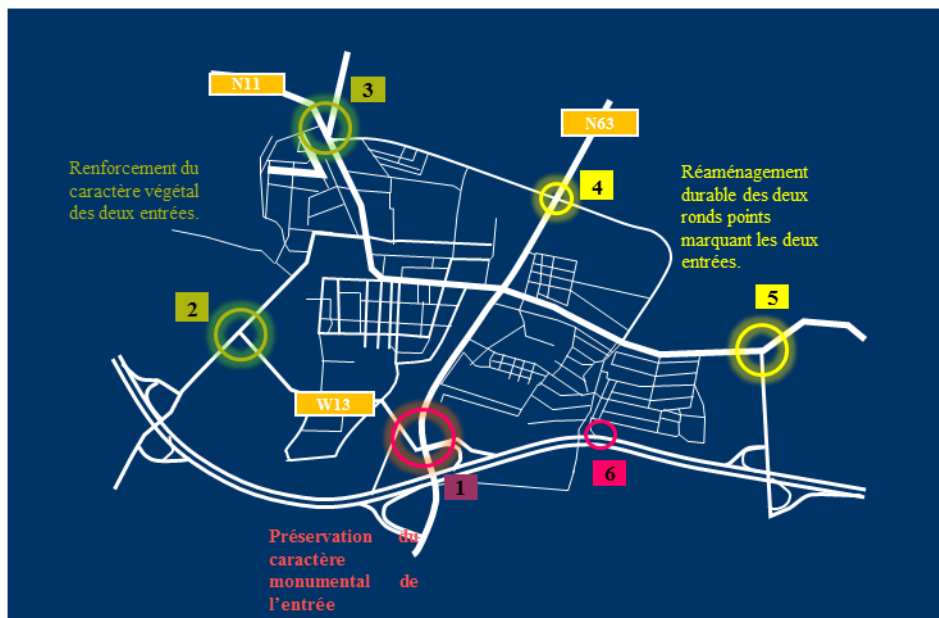 N11
3
N63
Renforcement du
caractère végétal
des deux entrées.
4
Réaménagement
durable des deux
ronds points
marquant les deux
entrées.
2
5
W13
6
1
Préservation du
caractère
monumental de
l'entrée